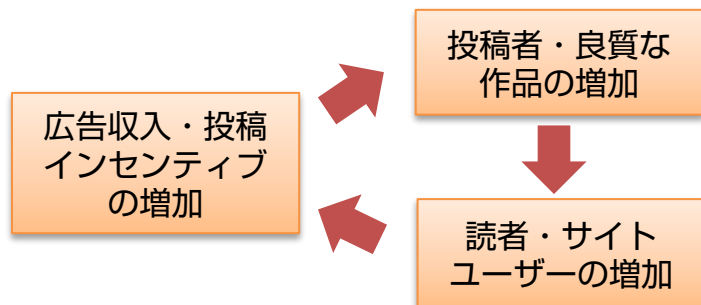 投稿者・良質な
作品の増加
広告収入・投稿
インセンティブ
の増加
読者・サイト
ユーザーの増加